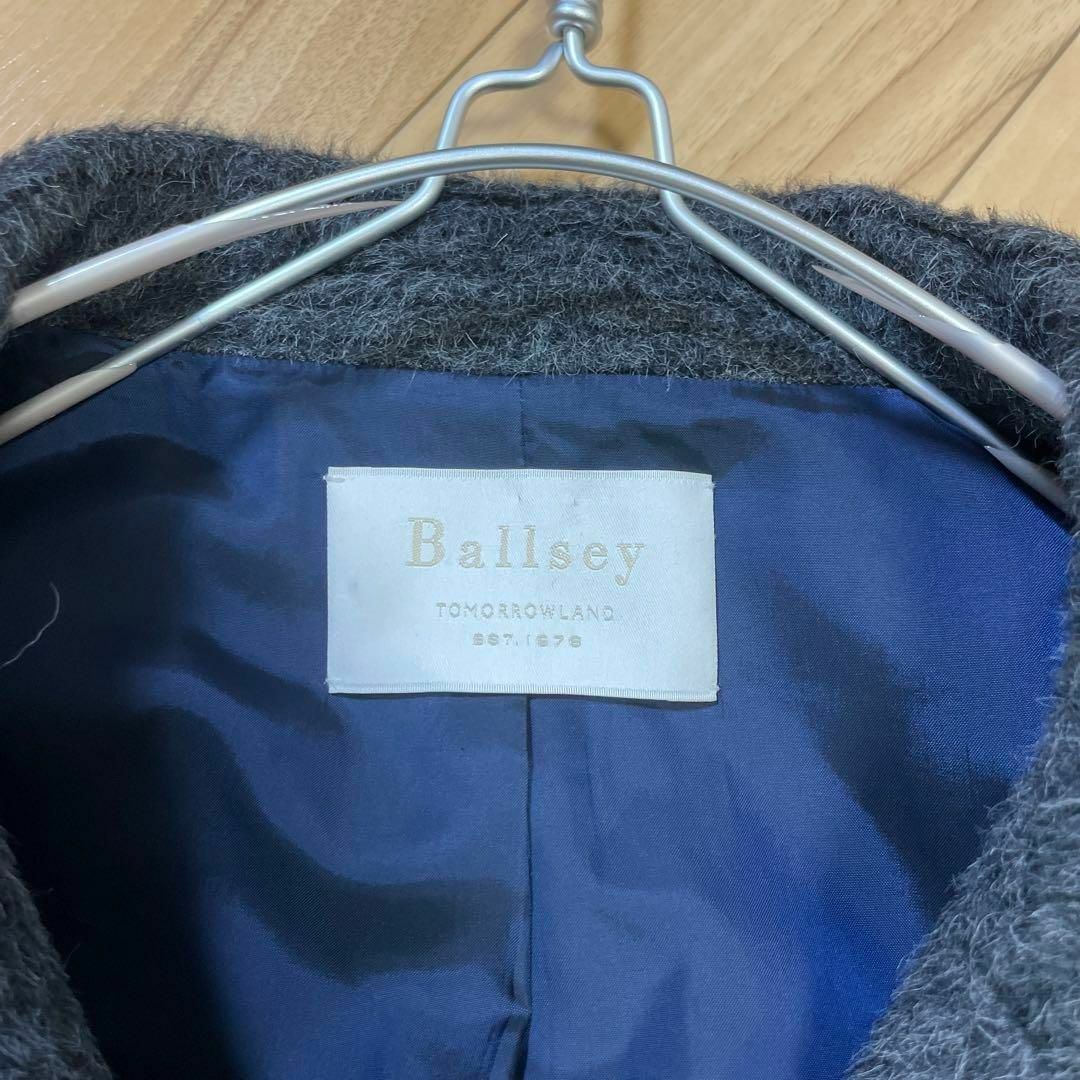 Ballsey
TOMORROWLAND
EST. 1978